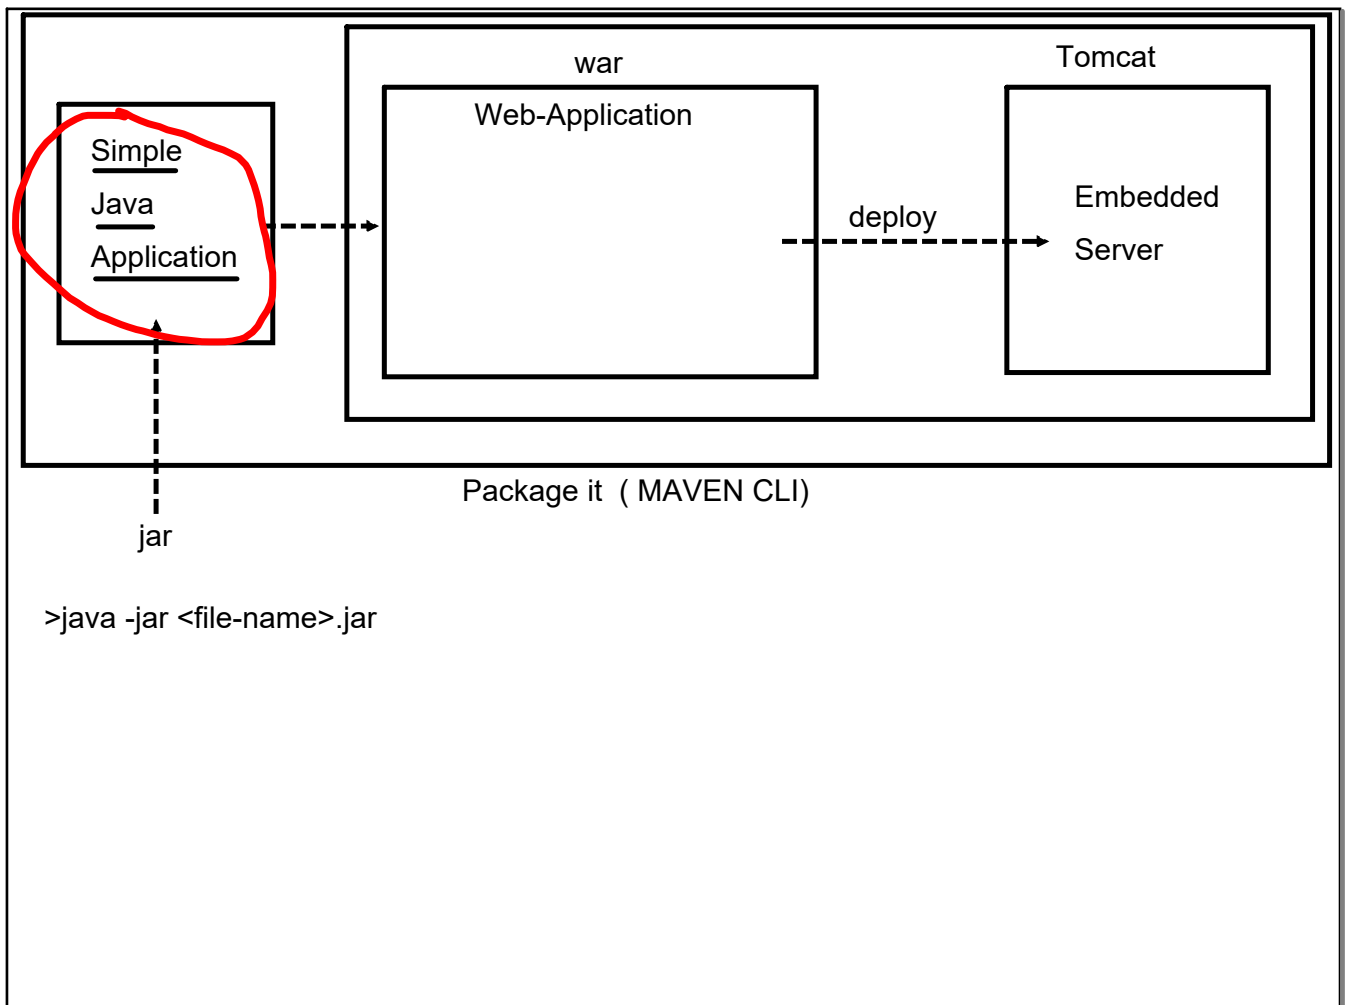 war
Tomcat
Web-Application
Simple
Java
Application
deploy
Embedded
Server
Package it ( MAVEN CLI)
jar
>java -jar <file-name>.jar